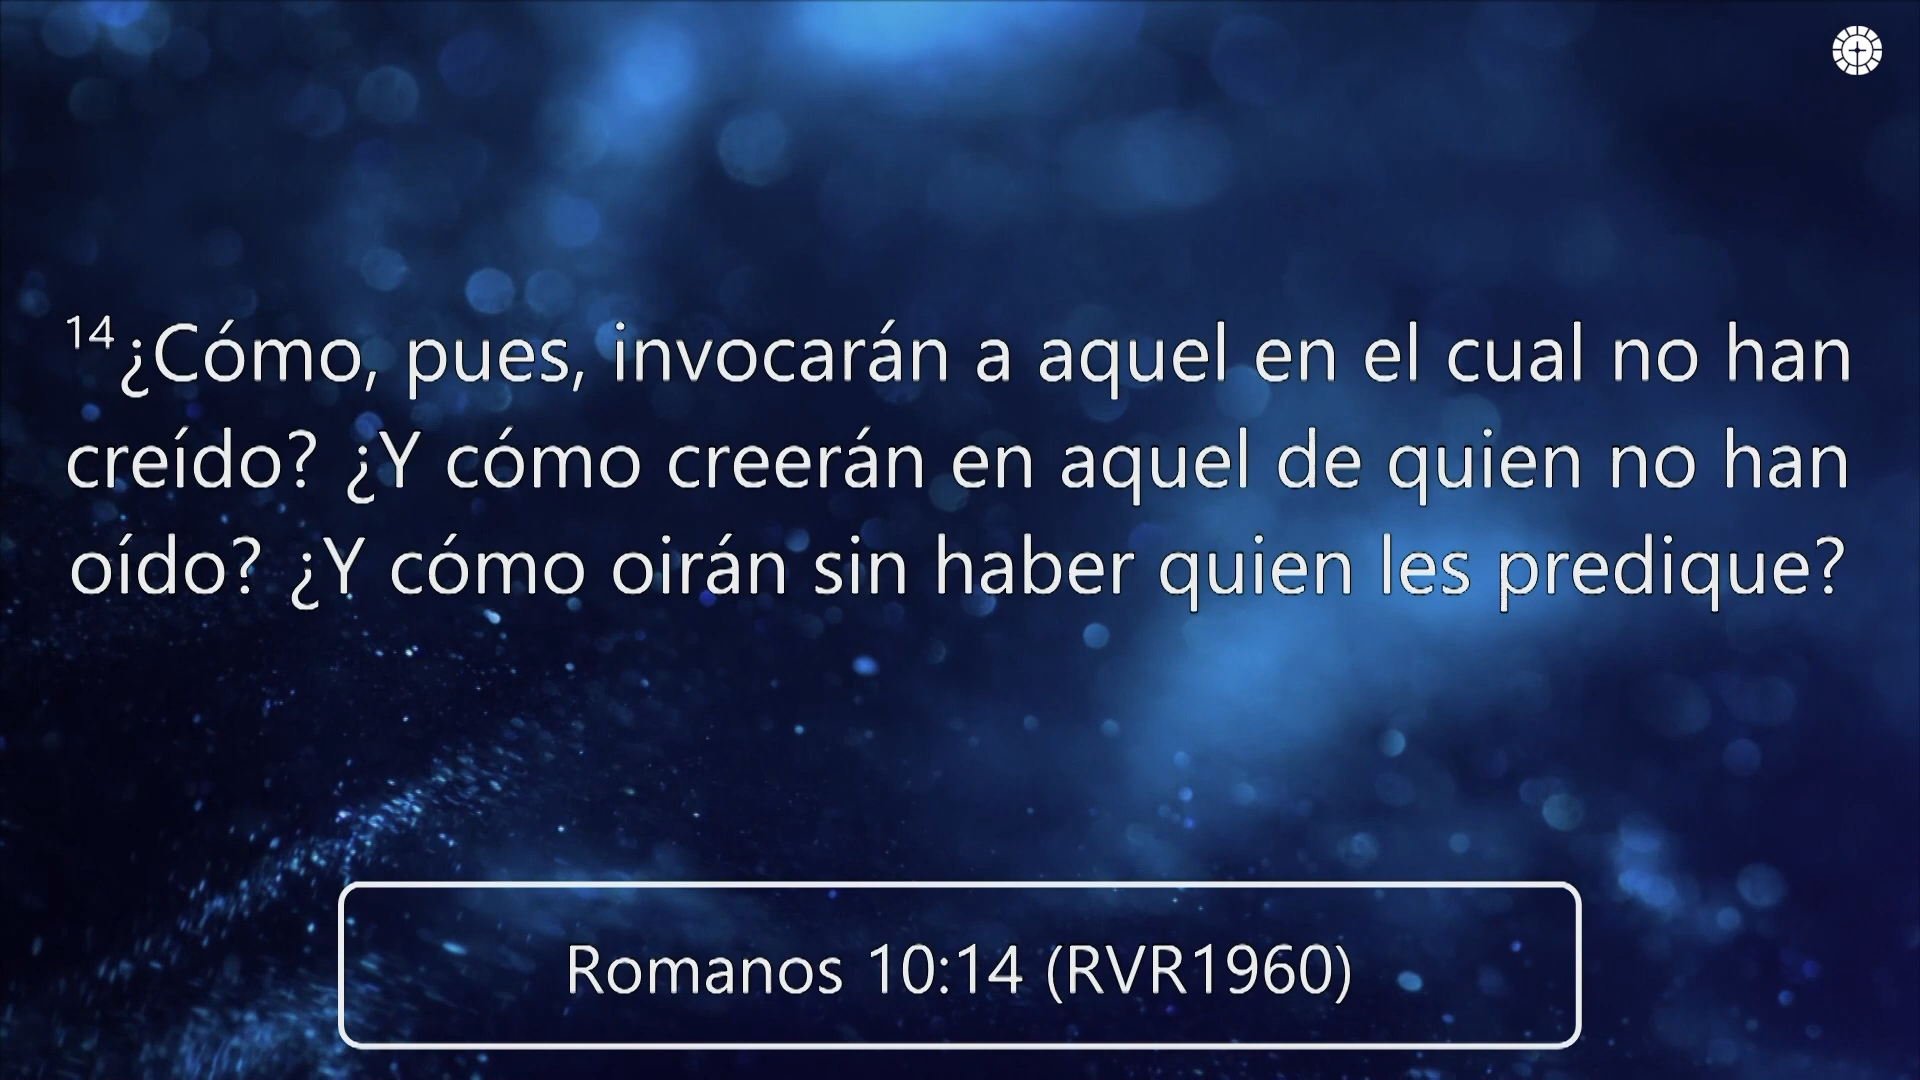 14¿Cómo, pues, invocarán a aquel en el cual no han
creído? ¿Y cómo creerán en aquel de quien no han
oído? ¿Y cómo oirán sin haber quien les predique?
Romanos 10:14 (RVR1960)